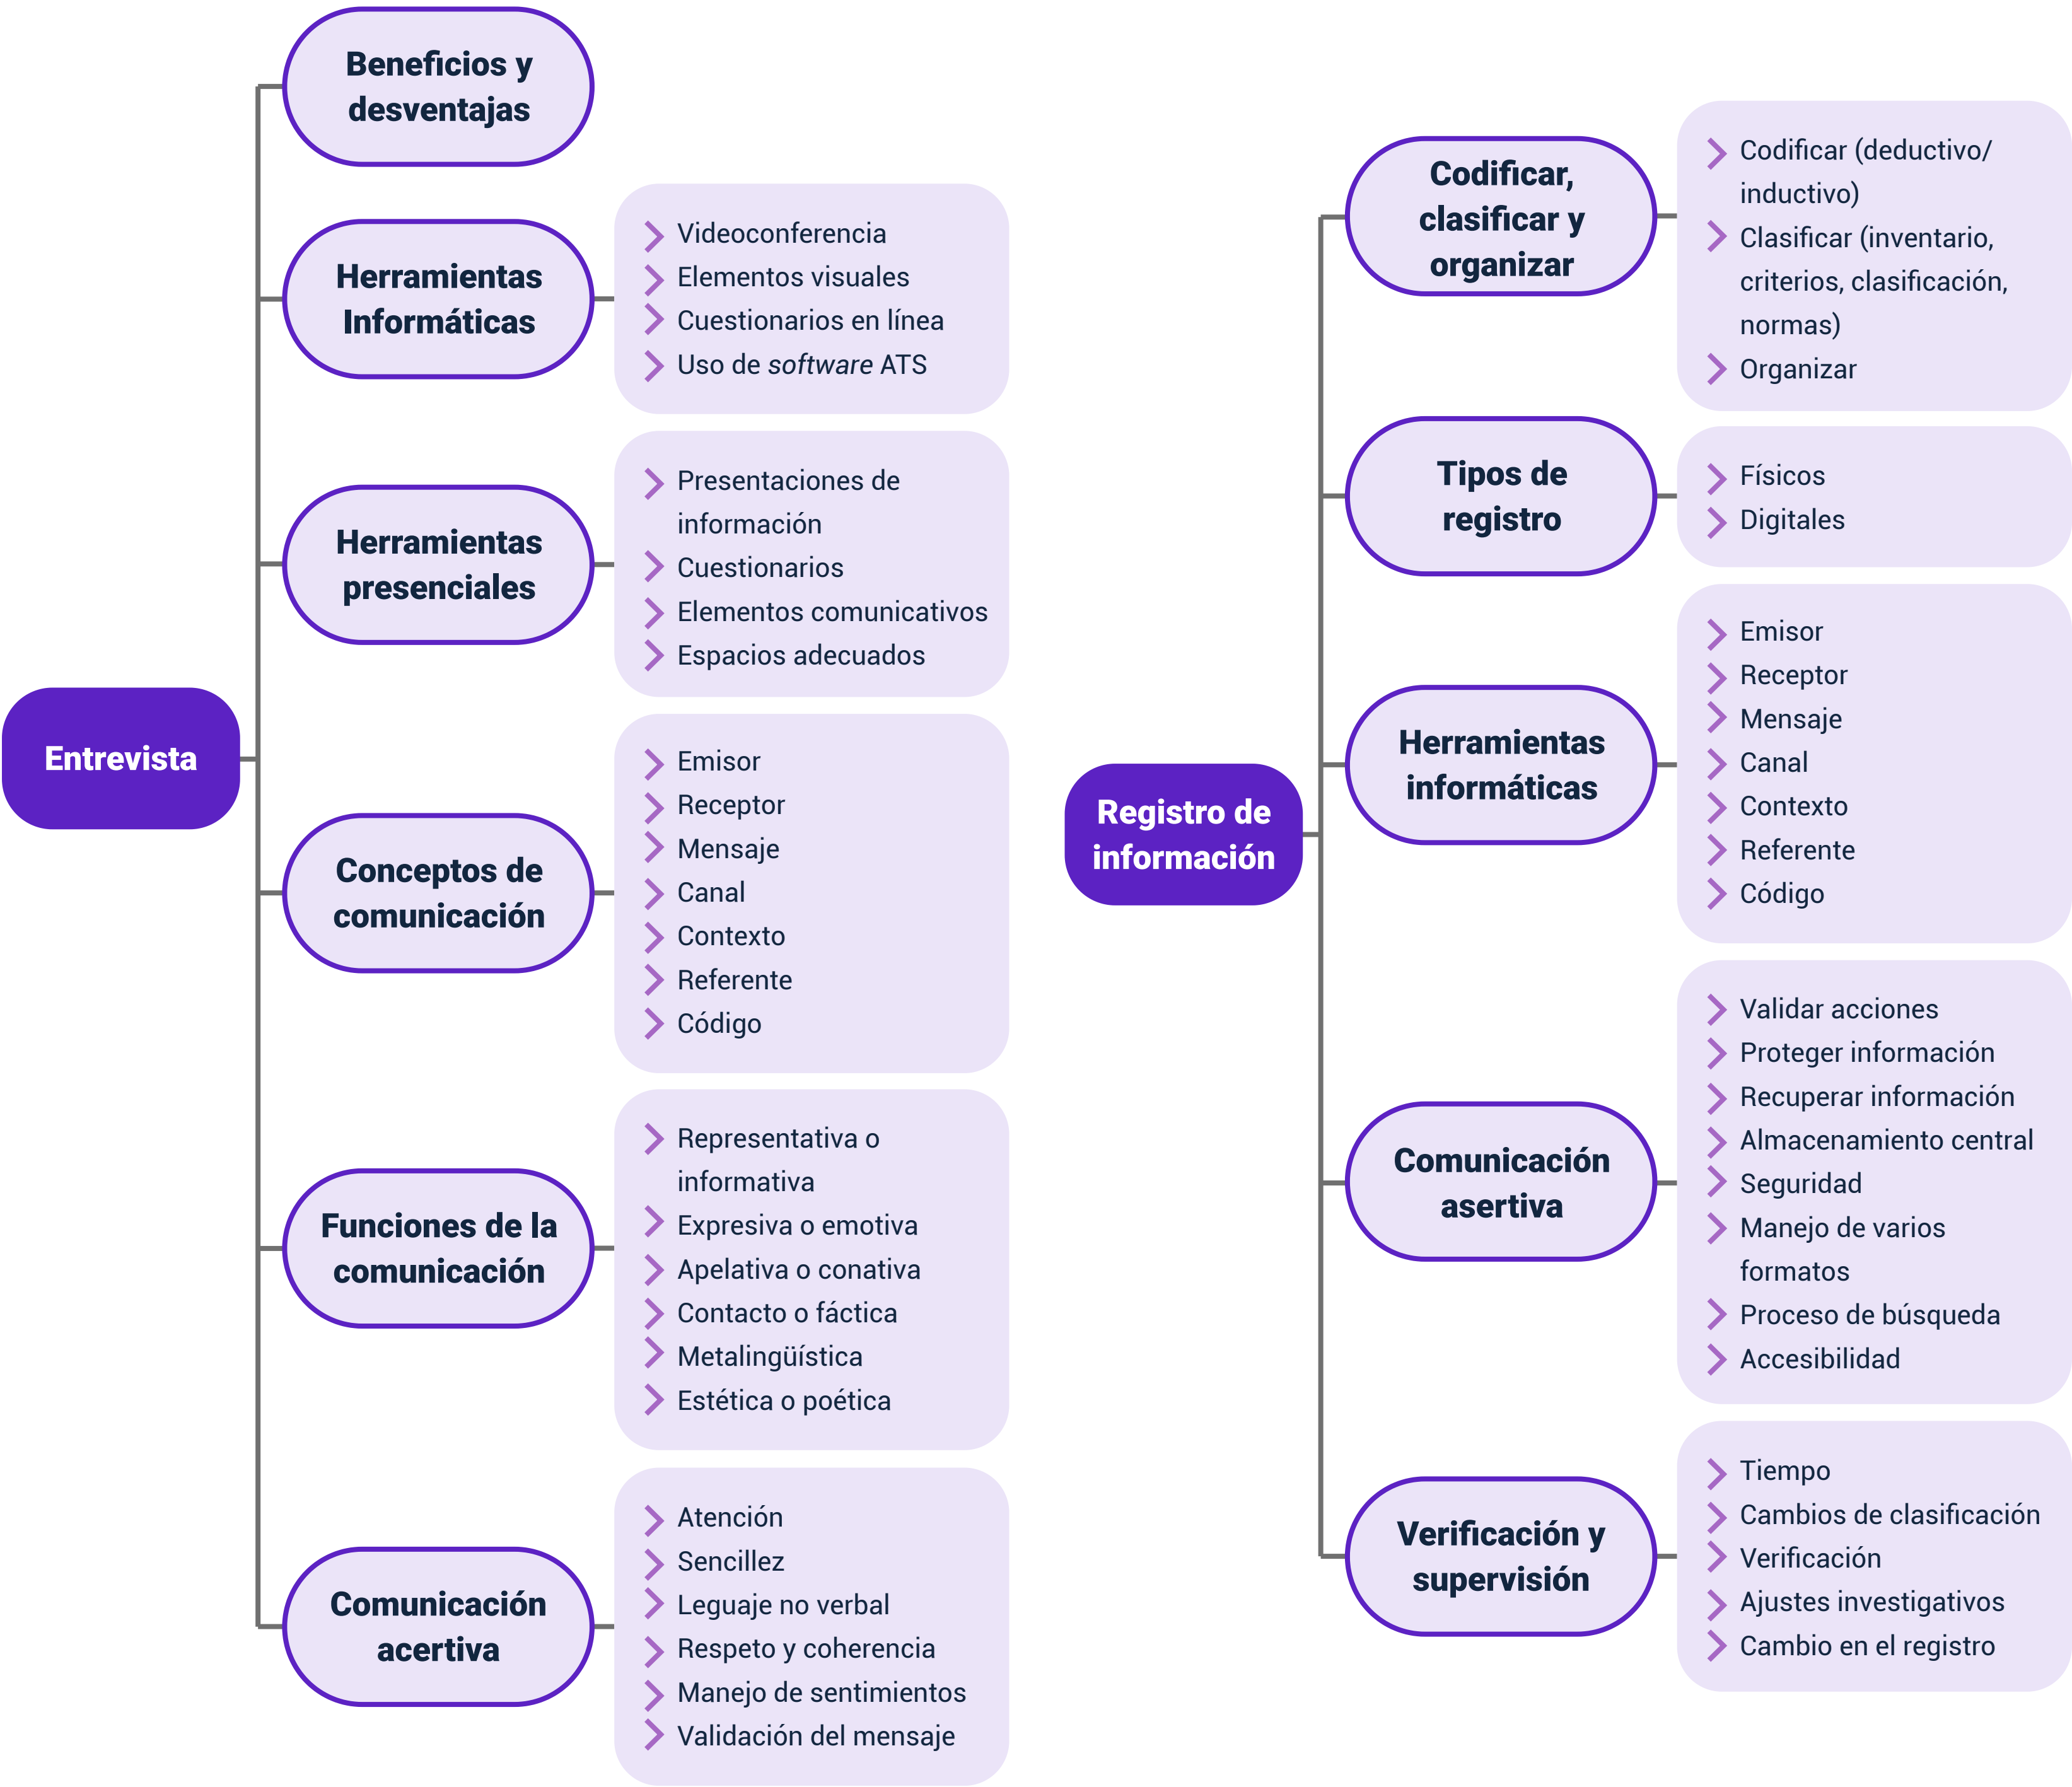 Entrevista
Beneficios y
desventajas
Herramientas
Informáticas
Videoconferencia
Elementos visuales
Cuestionarios en línea
Uso de software ATS
Herramientas
presenciales
Presentaciones de
información
Cuestionarios
Elementos comunicativos
Espacios adecuados
Conceptos de
comunicación
Emisor
Receptor
Mensaje
Canal
Contexto
Referente
Código
Funciones de la
comunicación
Representativa o
informativa
Expresiva o emotiva
Apelativa o conativa
Contacto o fáctica
Metalingüística
Estética o poética
Comunicación
acertiva
Atención
Sencillez
Leguaje no verbal
Respeto y coherencia
Manejo de sentimientos
Validación del mensaje
Registro de
información
Codificar,
clasificar y
organizar
Codificar (deductivo/
inductivo)
Clasificar (inventario,
criterios, clasificación,
normas)
Organizar
Tipos de
registro
Físicos
Digitales
Herramientas
informáticas
Emisor
Receptor
Mensaje
Canal
Contexto
Referente
Código
Comunicación
asertiva
Validar acciones
Proteger información
Recuperar información
Almacenamiento central
Seguridad
Manejo de varios
formatos
Proceso de búsqueda
Accesibilidad
Verificación y
supervisión
Tiempo
Cambios de clasificación
Verificación
Ajustes investigativos
Cambio en el registro